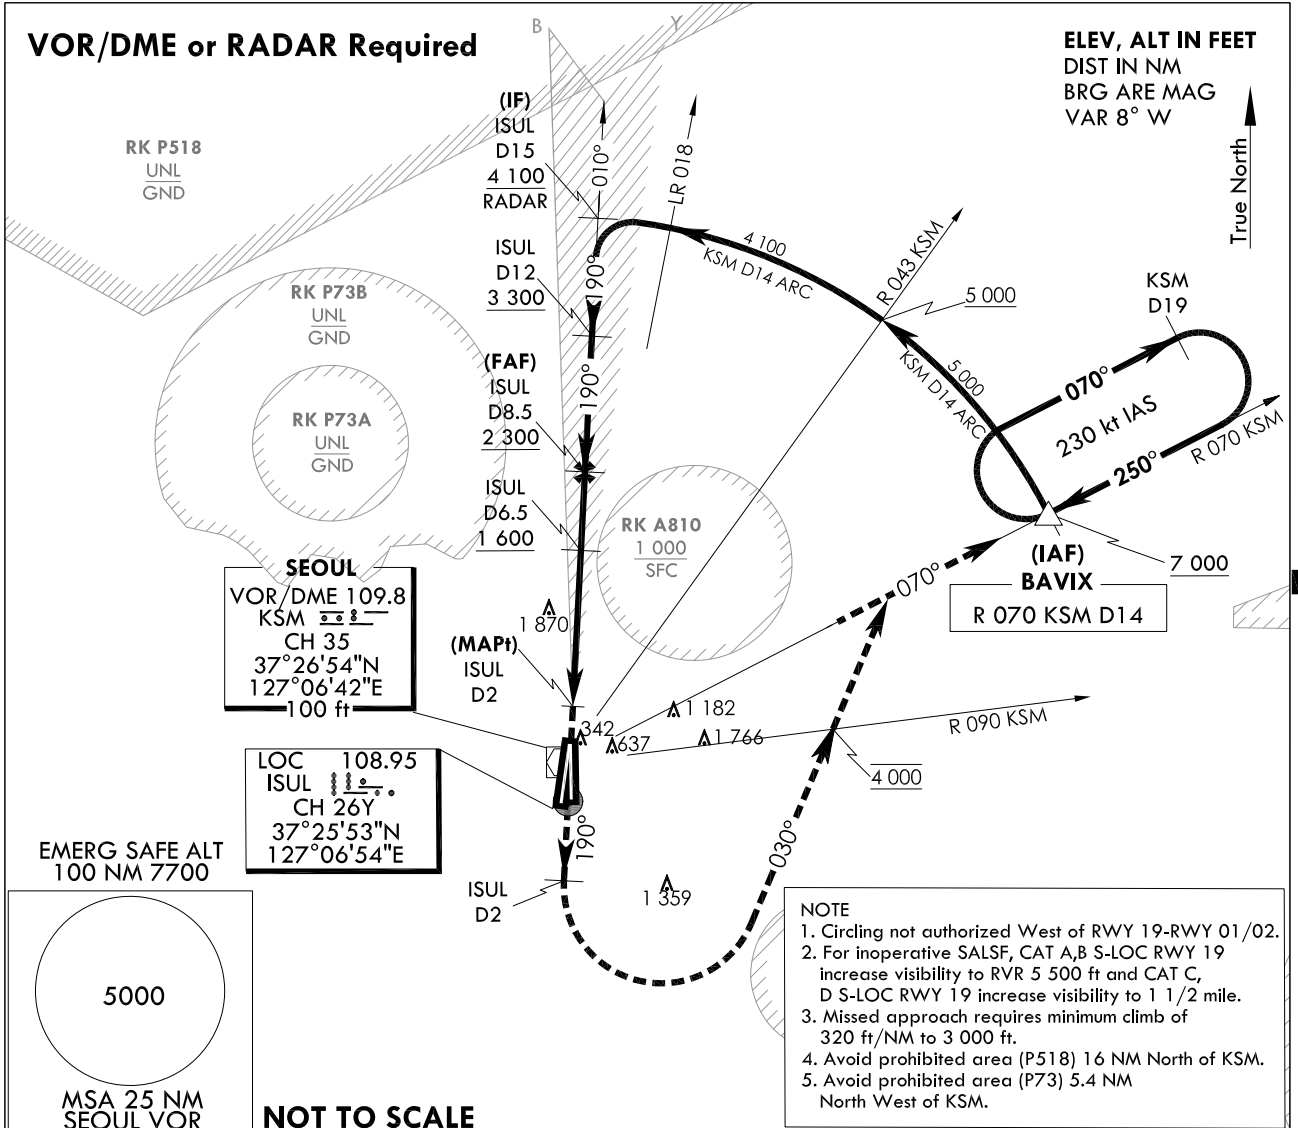 VOR/DME or RADAR Required
B
Y
ELEV, ALT IN FEET
DIST IN NM
BRG ARE MAG
VAR 8° W
True North
(IF)
ISUL
D15
4 100
RADAR
010°
LR 018
RK P518
UNL
GND
4 100
KSM D14 ARC
R 043 KSM
5 000
KSM
D19
ISUL
D12
3 300
190°
RK P73B
UNL
GND
(FAF)
ISUL
D8.5
2 300
190°
5 000
KSM D14 ARC
070°
230 kt IAS
250°
R 070 KSM
RK P73A
UNL
GND
ISUL
D6.5
1 600
RK A810
1 000
SFC
070°
(IAF)
BAVIX
R 070 KSM D14
7 000
SEOUL
VOR/DME 109.8
KSM
CH 35
37°26'54"N
127°06'42"E
100 ft
1 870
(MAPt)
ISUL
D2
1 182
342
637
1 766
R 090 KSM
4 000
LOC 108.95
ISUL
CH 26Y
37°25'53"N
127°06'54"E
190°
030°
ISUL
D2
1 359
EMERG SAFE ALT
100 NM 7700
5000
MSA 25 NM
SEOUL VOR
NOT TO SCALE
NOTE
1. Circling not authorized West of RWY 19-RWY 01/02.
2. For inoperative SALSF, CAT A,B S-LOC RWY 19
increase visibility to RVR 5 500 ft and CAT C,
D S-LOC RWY 19 increase visibility to 1 1/2 mile.
3. Missed approach requires minimum climb of
320 ft/NM to 3 000 ft.
4. Avoid prohibited area (P518) 16 NM North of KSM.
5. Avoid prohibited area (P73) 5.4 NM
North West of KSM.